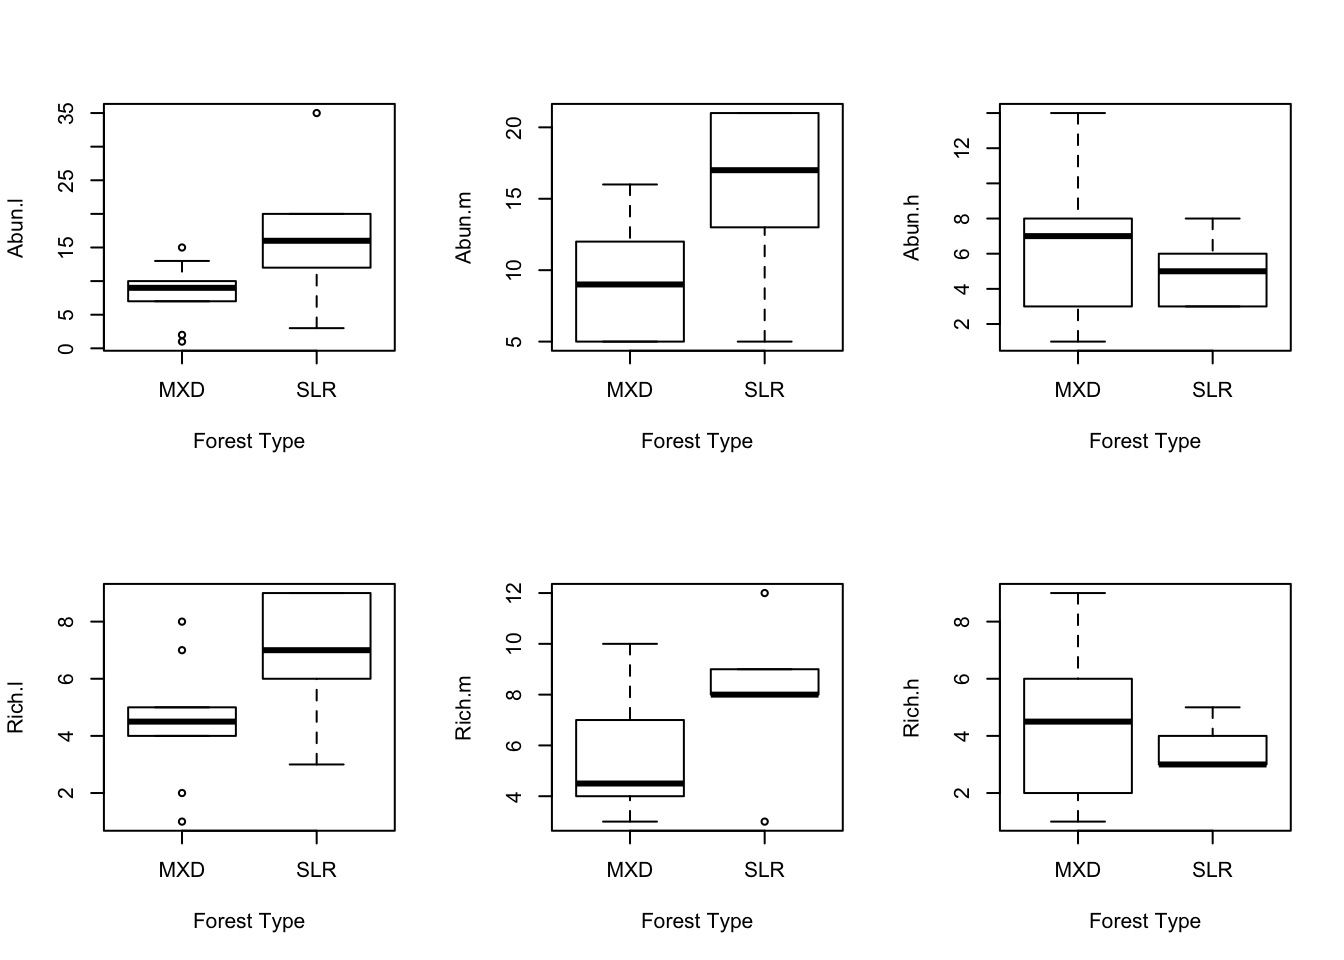 Abun.l
35
25
15
5
0
MXD
SLR
Forest Type
Abun.m
20
15
10
5
MXD
SLR
Forest Type
Abun.h
12
8
6
4
2
MXD
SLR
Forest Type
Rich.l
8
6
4
2
MXD
SLR
Forest Type
Rich.m
12
10
8
6
4
MXD
SLR
Forest Type
Rich.h
8
6
4
2
MXD
SLR
Forest Type